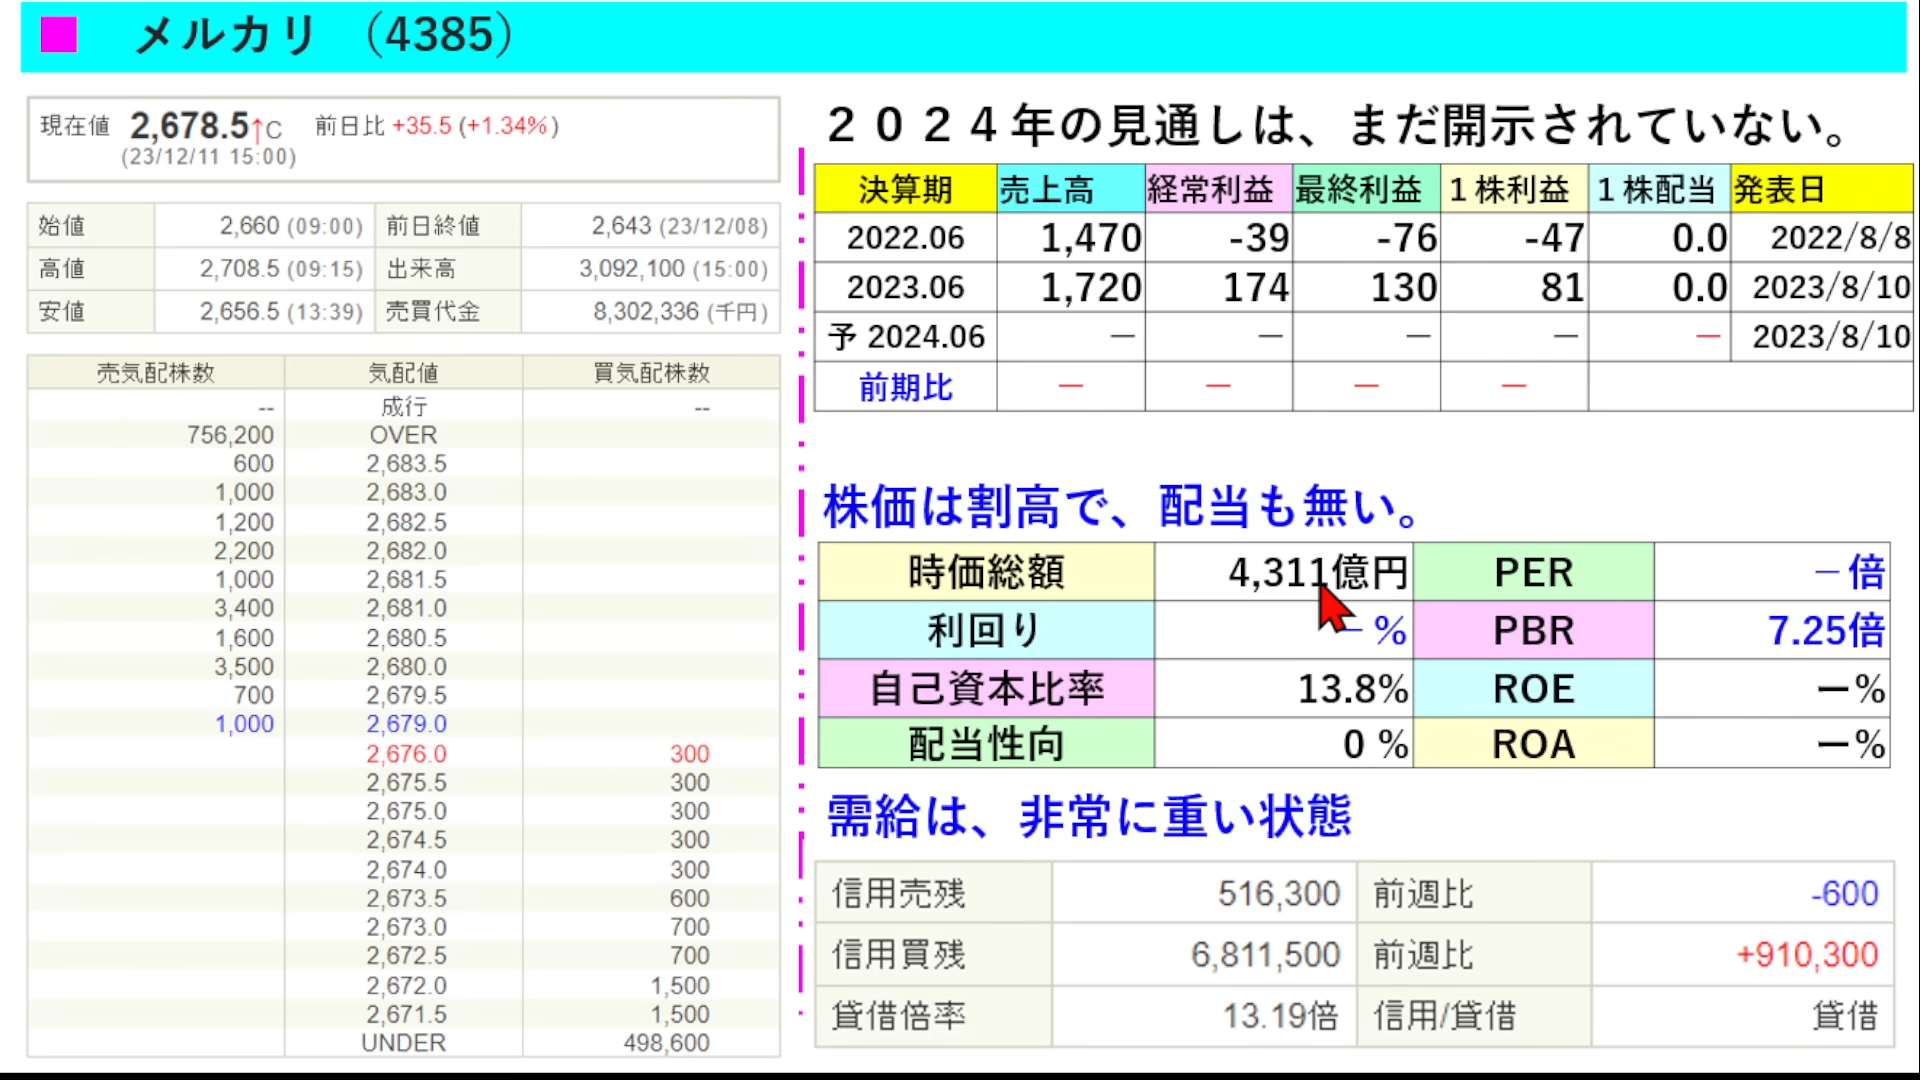 メルカリ （4385）
現在値 2,678.5↑C 前日比 +35.5 (+1.34%)
(23/12/11 15:00)
始値 2,660 (09:00) 前日終値 2,643 (23/12/08)
高値 2,708.5 (09:15) 出来高 3,092,100 (15:00)
安値 2,656.5 (13:39) 売買代金 8,302,336 (千円)
売気配株数 気配値 買気配株数
-- 成行 --
756,200 OVER
600 2,683.5
1,000 2,683.0
1,200 2,682.5
2,200 2,682.0
1,000 2,681.5
3,400 2,681.0
1,600 2,680.5
3,500 2,680.0
700 2,679.5
1,000 2,679.0
2,676.0 300
2,675.5 300
2,675.0 300
2,674.5 300
2,674.0 300
2,673.5 600
2,673.0 700
2,672.5 700
2,672.0 1,500
2,671.5 1,500
UNDER 498,600
２０２４年の見通しは、まだ開示されていない。
決算期 売上高 経常利益 最終利益 １株利益 １株配当 発表日
2022.06 1,470 -39 -76 -47 0.0 2022/8/8
2023.06 1,720 174 130 81 0.0 2023/8/10
予 2024.06 － － － － － 2023/8/10
前期比 － － － －
株価は割高で、配当も無い。
時価総額 4,311億円 PER －倍
利回り －% PBR 7.25倍
自己資本比率 13.8% ROE ー%
配当性向 0 % ROA ー%
需給は、非常に重い状態
信用売残 516,300 前週比 -600
信用買残 6,811,500 前週比 +910,300
貸借倍率 13.19倍 信用/貸借 貸借